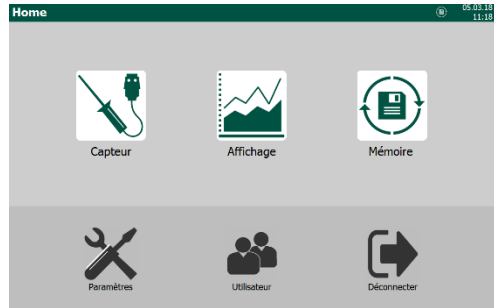 Home
05.03.18
11:18
Capteur
Affichage
Mémoire
Paramètres
Utilisateur
Déconnecter